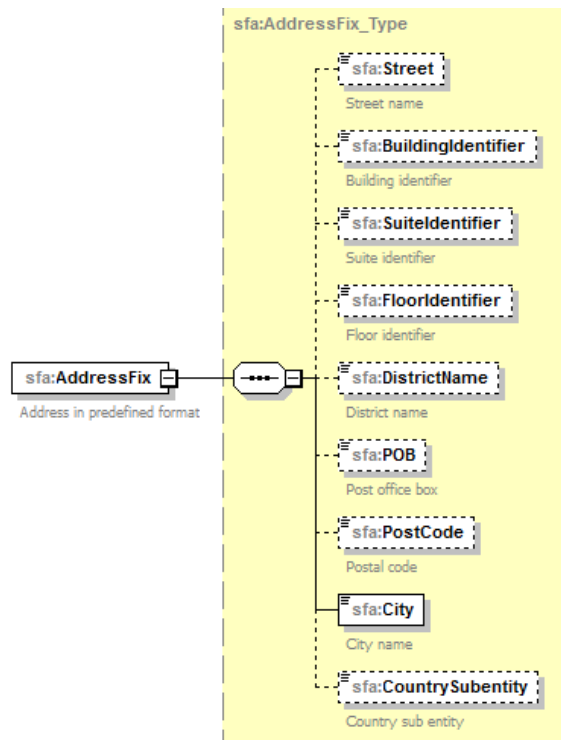 sfa:AddressFix_Type
sfa:Street
Street name
sfa:BuildingIdentifier
Building identifier
sfa:SuiteIdentifier
Suite identifier
sfa:FloorIdentifier
Floor identifier
sfa:AddressFix
Address in predefined format
sfa:DistrictName
District name
sfa:POB
Post office box
sfa:PostCode
Postal code
sfa:City
City name
sfa:CountrySubentity
Country sub entity